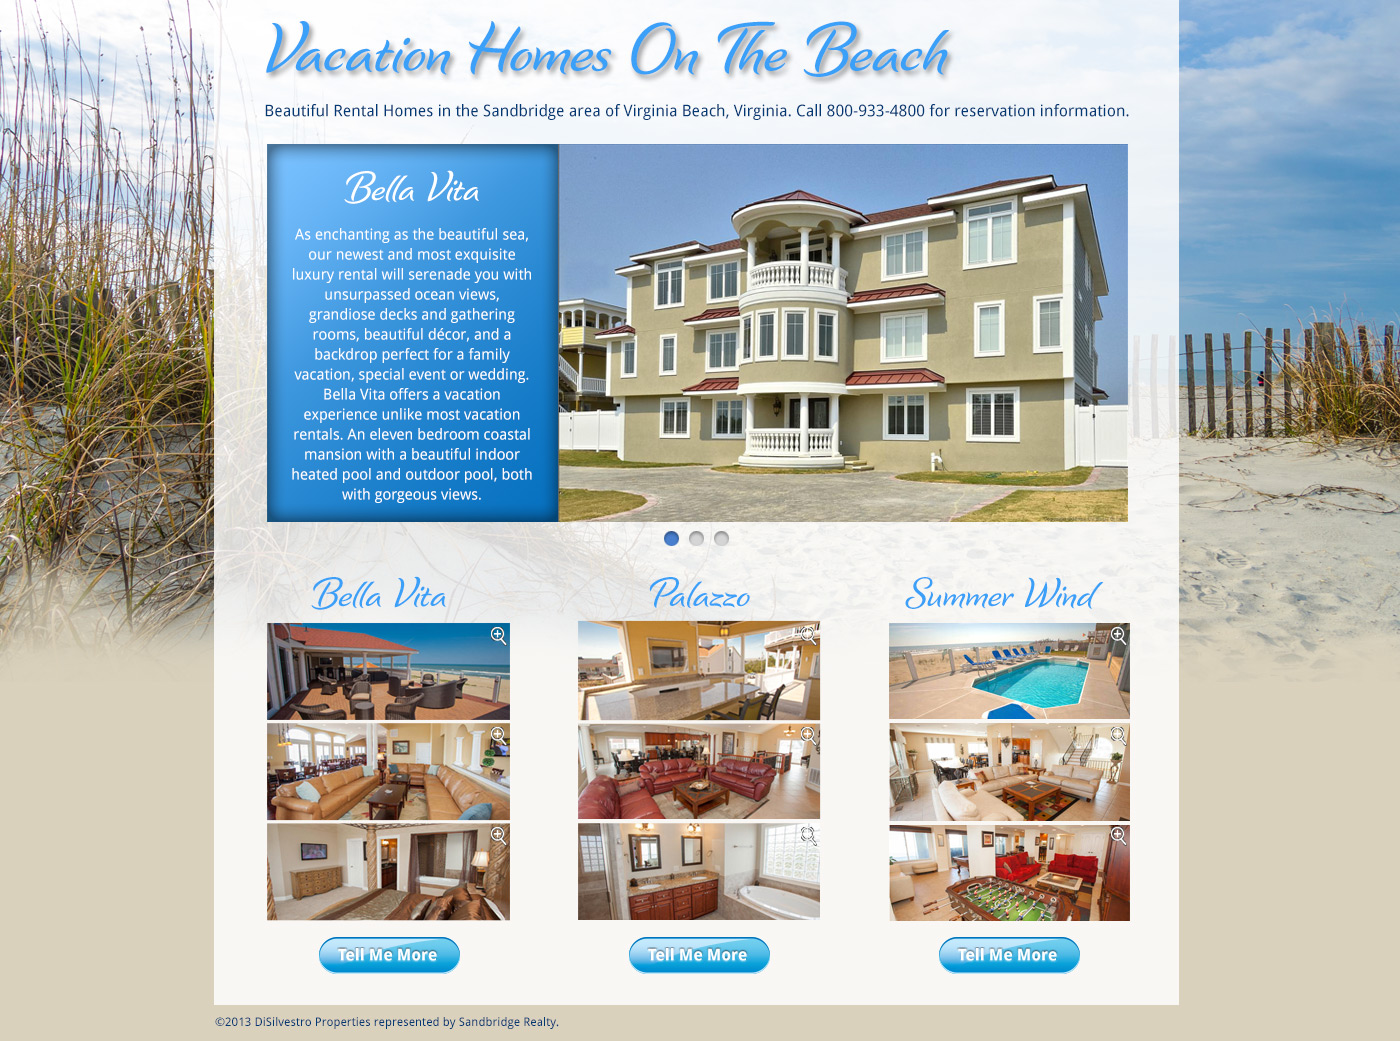 Vacation Homes On The Beach
Beautiful Rental Homes in the Sandbridge area of Virginia Beach, Virginia. Call 800-933-4800 for reservation information.
Bella Vita
As enchanting as the beautiful sea,
our newest and most exquisite
luxury rental will serenade you with
unsurpassed ocean views,
grandiose decks and gathering
rooms, beautiful décor, and a
backdrop perfect for a family
vacation, special event or wedding.
Bella Vita offers a vacation
experience unlike most vacation
rentals. An eleven bedroom coastal
mansion with a beautiful indoor
heated pool and outdoor pool, both
with gorgeous views.
Bella Vita
Palazzo
Summer Wind
Tell Me More
Tell Me More
Tell Me More
©2013 DiSilvestro Properties represented by Sandbridge Realty.